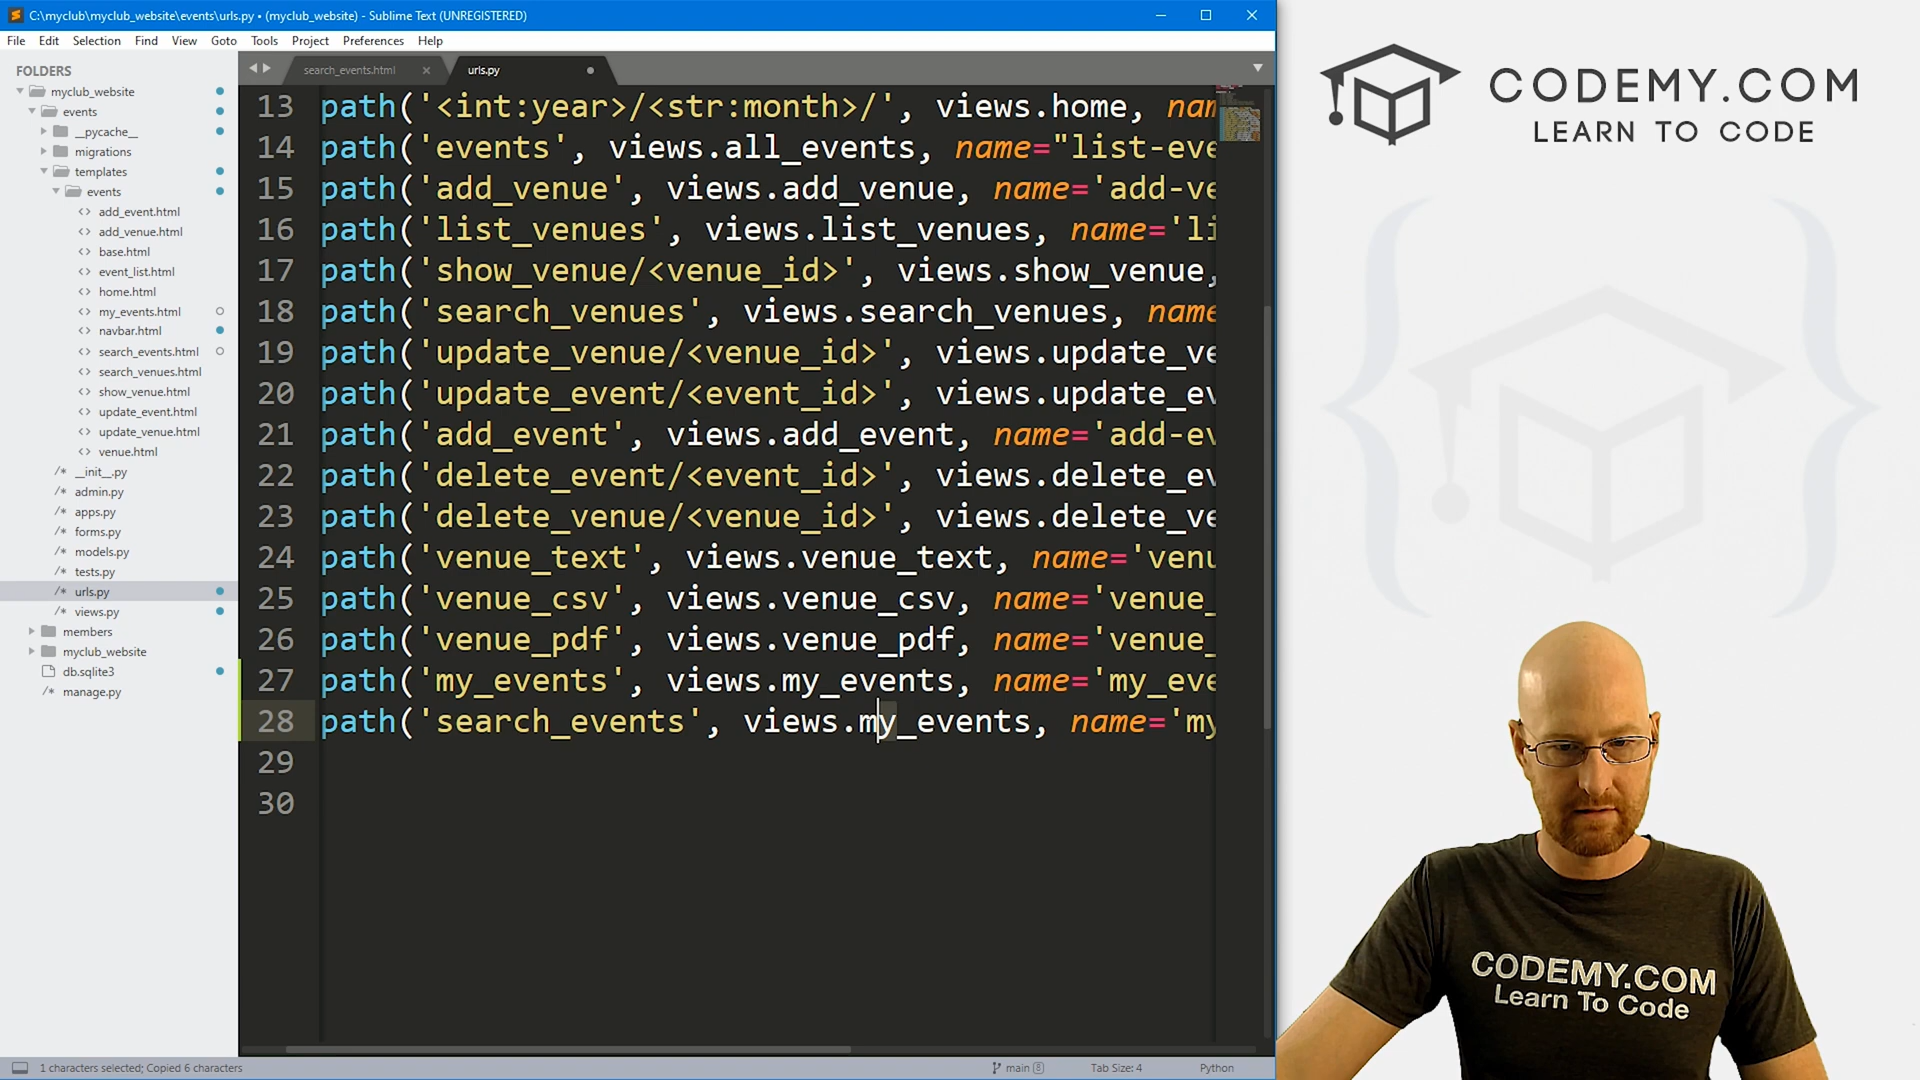 C:\myclub\myclub_website\events\urls.py • (myclub_website) - Sublime Text (UNREGISTERED)
File Edit Selection Find View Goto Tools Project Preferences Help
FOLDERS
myclub_website
events
__pycache__
migrations
templates
events
add_event.html
add_venue.html
base.html
event_list.html
home.html
my_events.html
navbar.html
search_events.html
search_venues.html
show_venue.html
update_event.html
update_venue.html
venue.html
__init__.py
admin.py
apps.py
forms.py
models.py
tests.py
urls.py
views.py
members
myclub_website
db.sqlite3
manage.py
search_events.html urls.py
13 path('<int:year>/<str:month>/', views.home, nam
14 path('events', views.all_events, name="list-eve
15 path('add_venue', views.add_venue, name='add-ve
16 path('list_venues', views.list_venues, name='li
17 path('show_venue/<venue_id>', views.show_venue,
18 path('search_venues', views.search_venues, name
19 path('update_venue/<venue_id>', views.update_ve
20 path('update_event/<event_id>', views.update_ev
21 path('add_event', views.add_event, name='add-ev
22 path('delete_event/<event_id>', views.delete_ev
23 path('delete_venue/<venue_id>', views.delete_ve
24 path('venue_text', views.venue_text, name='venu
25 path('venue_csv', views.venue_csv, name='venue_
26 path('venue_pdf', views.venue_pdf, name='venue_
27 path('my_events', views.my_events, name='my_eve
28 path('search_events', views.my_events, name='my
29
30
1 characters selected; Copied 6 characters
main 8
Tab Size: 4
Python
CODEMY.COM
LEARN TO CODE
CODEMY.COM
Learn To Code